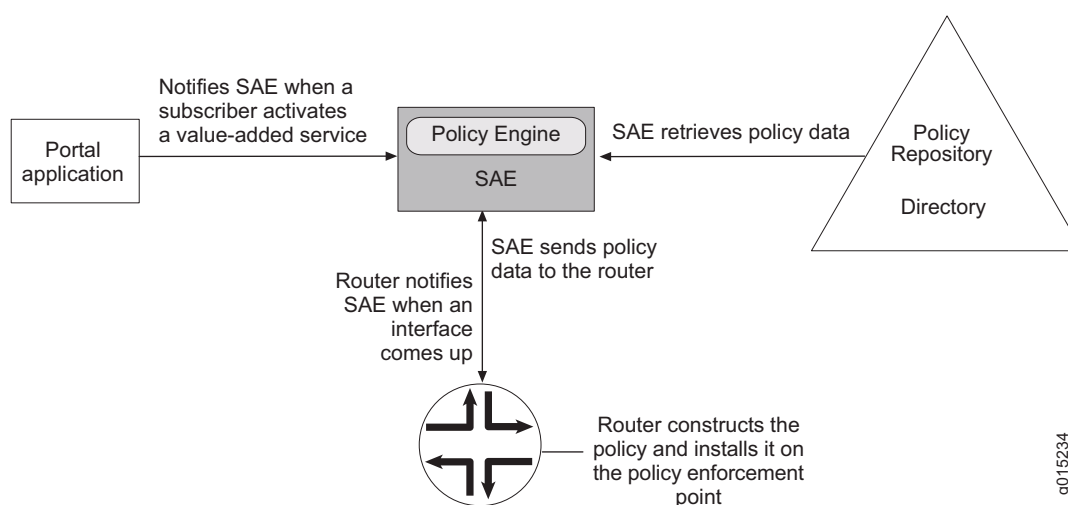 Notifies SAE when a
subscriber activates
a value-added service
Portal
application
Policy Engine
SAE
SAE retrieves policy data
Policy
Repository
Directory
SAE sends policy
data to the router
Router notifies
SAE when an
interface
comes up
Router constructs the
policy and installs it on
the policy enforcement
point
g015234